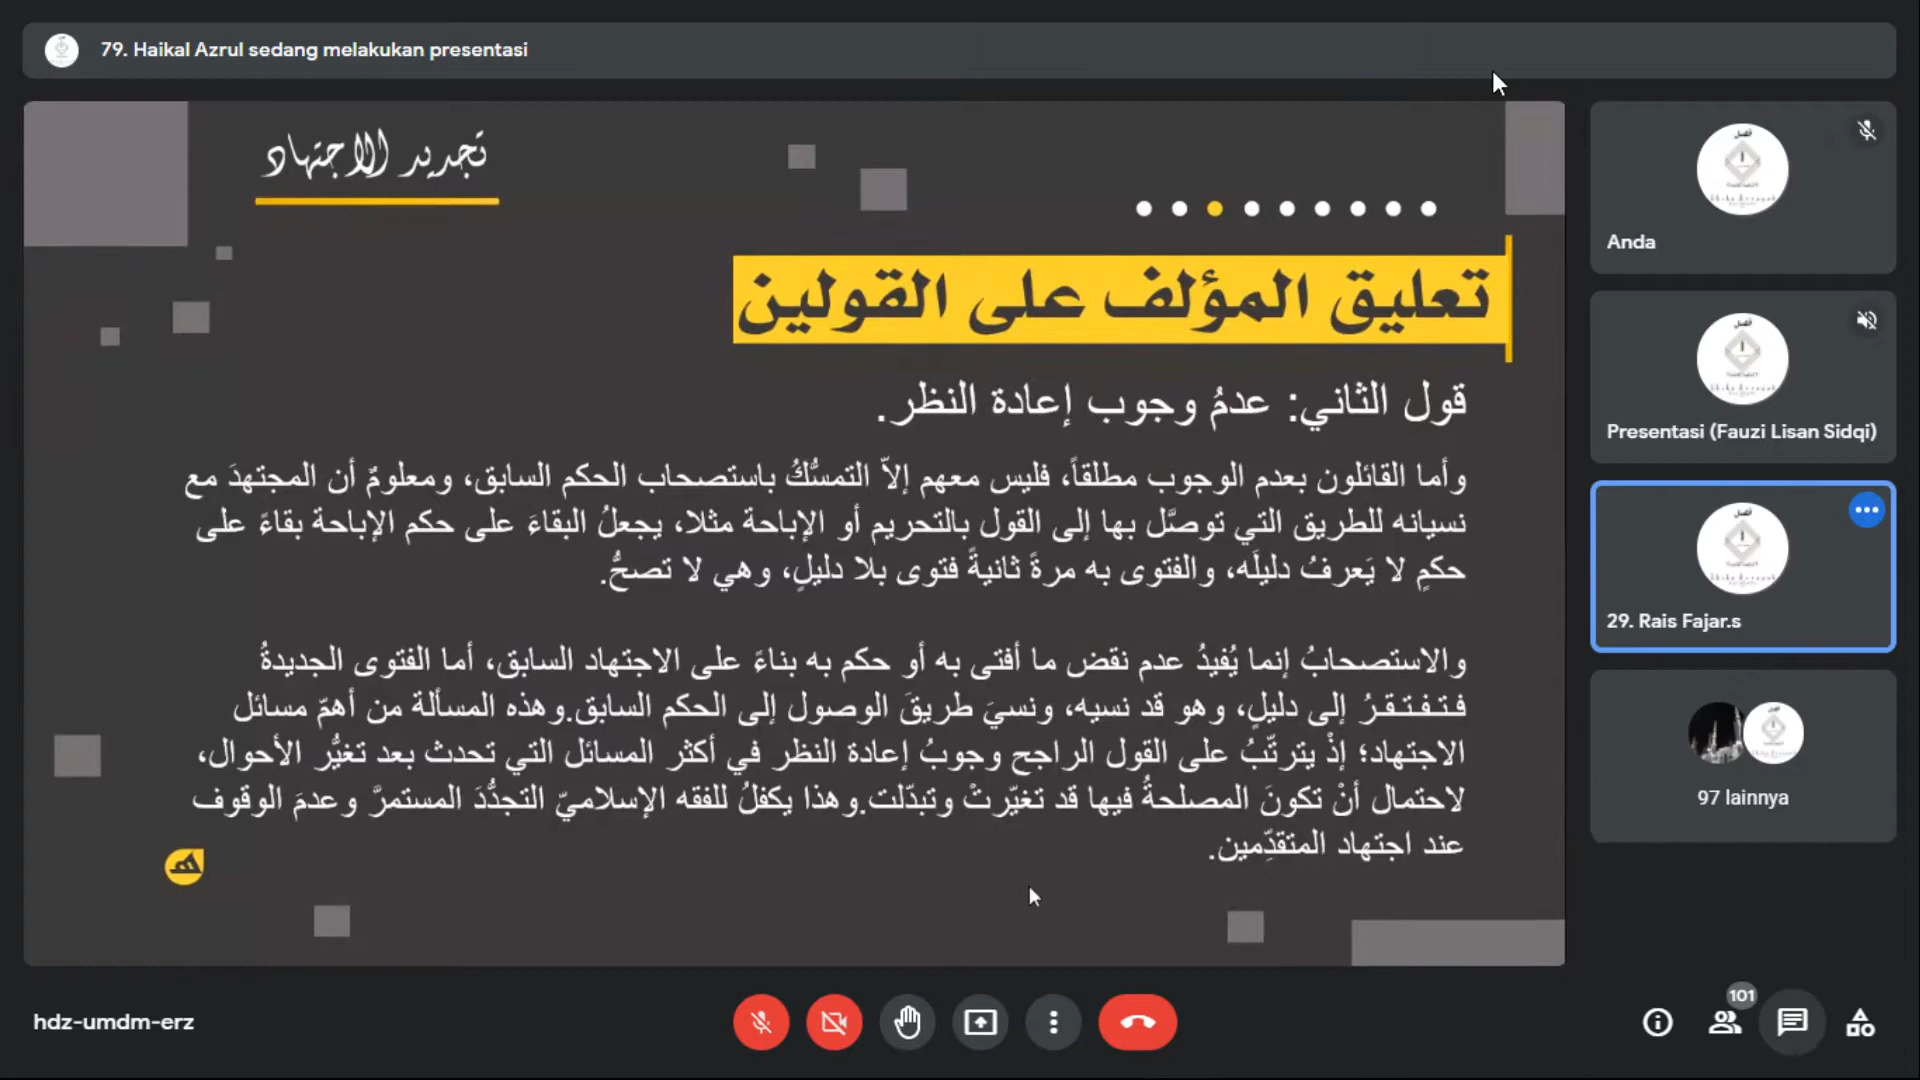 79. Haikal Azrul sedang melakukan presentasi
تجديد الاجتهاد
تعليق المؤلف على القولين
قول الثاني: عدمُ وجوب إعادة النظر.
وأما القائلون بعدم الوجوب مطلقاً، فليس معهم إلاّ التمسُّكُ باستصحاب الحكم السابق، ومعلومٌ أن المجتهدَ مع
نسيانه للطريق التي توصَّل بها إلى القول بالتحريم أو الإباحة مثلا، يجعلُ البقاءَ على حكم الإباحة بقاءً على
حكمٍ لا يَعرفُ دليلَه، والفتوى به مرةً ثانيةً فتوى بلا دليلٍ، وهي لا تصحُّ.
والاستصحابُ إنما يُفيدُ عدم نقض ما أفتى به أو حكم به بناءً على الاجتهاد السابق، أما الفتوى الجديدةُ
فتفتقرُ إلى دليلٍ، وهو قد نسيه، ونسيَ طريقَ الوصول إلى الحكم السابق.وهذه المسألة من أهمّ مسائل
الاجتهاد؛ إذْ يترتّبُ على القول الراجح وجوبُ إعادة النظر في أكثر المسائل التي تحدث بعد تغيُّر الأحوال،
لاحتمال أنْ تكونَ المصلحةُ فيها قد تغيّرتْ وتبدّلت.وهذا يكفلُ للفقه الإسلاميّ التجدُّدَ المستمرَّ وعدمَ الوقوف
عند اجتهاد المتقدِّمين.
Anda
Presentasi (Fauzi Lisan Sidqi)
29. Rais Fajar.s
97 lainnya
hdz-umdm-erz
101